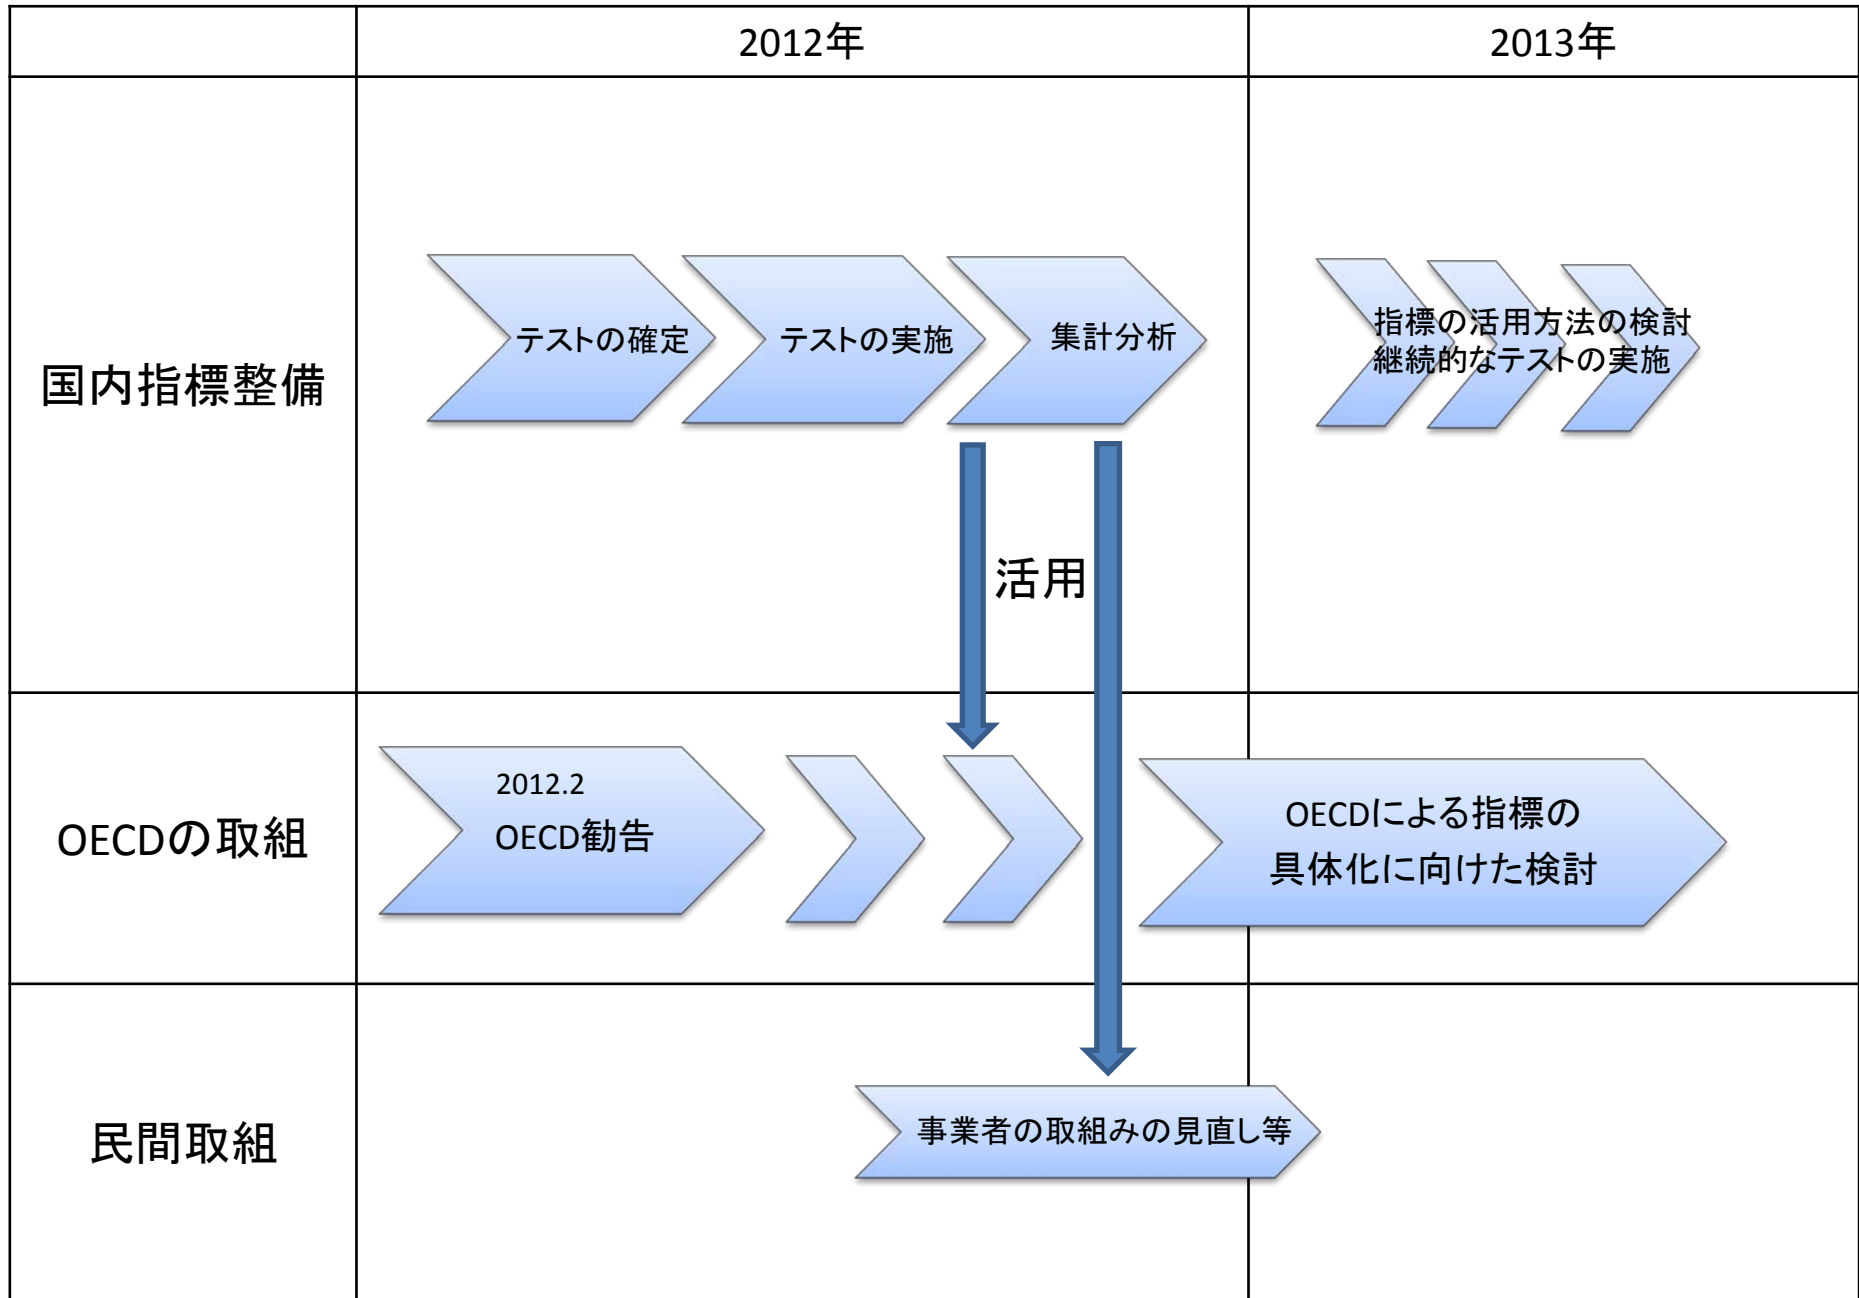 2012年
2013年
国内指標整備
テストの確定
テストの実施
集計分析
指標の活用方法の検討
継続的なテストの実施
活用
OECDの取組
2012.2
OECD勧告
OECDによる指標の
具体化に向けた検討
民間取組
事業者の取組みの見直し等